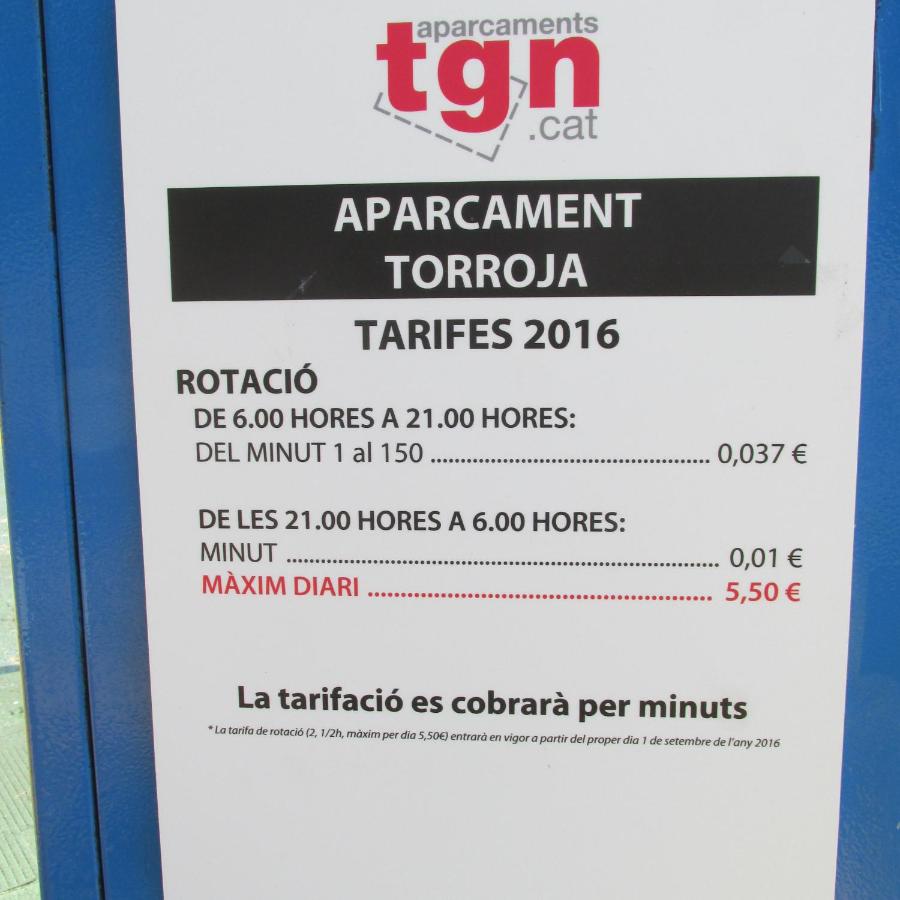 aparcaments
tgn
.cat
APARCAMENT
TORROJA
TARIFES 2016
ROTACIÓ
DE 6.00 HORES A 21.00 HORES:
DEL MINUT 1 al 150 ........................................... 0,037 €
DE LES 21.00 HORES A 6.00 HORES:
MINUT .................................................................. 0,01 €
MÀXIM DIARI ..................................................... 5,50 €
La tarifació es cobrarà per minuts
* La tarifa de rotació (2, 1/2h, màxim per dia 5,50€) entrarà en vigor a partir del proper dia 1 de setembre de l'any 2016